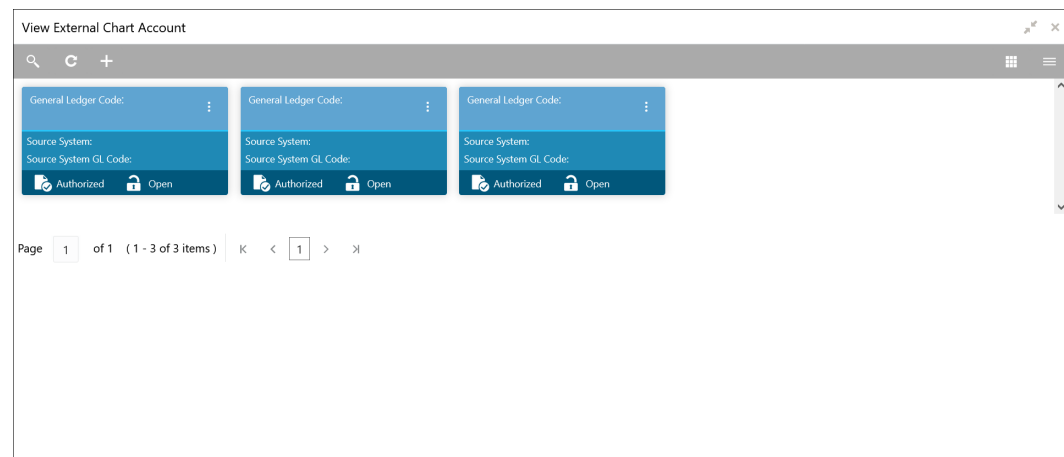 View External Chart Account
General Ledger Code: General Ledger Code: General Ledger Code:
Source System: Source System: Source System:
Source System GL Code: Source System GL Code: Source System GL Code:
Authorized Open Authorized Open Authorized Open
Page 1 of 1 ( 1 - 3 of 3 items ) 1